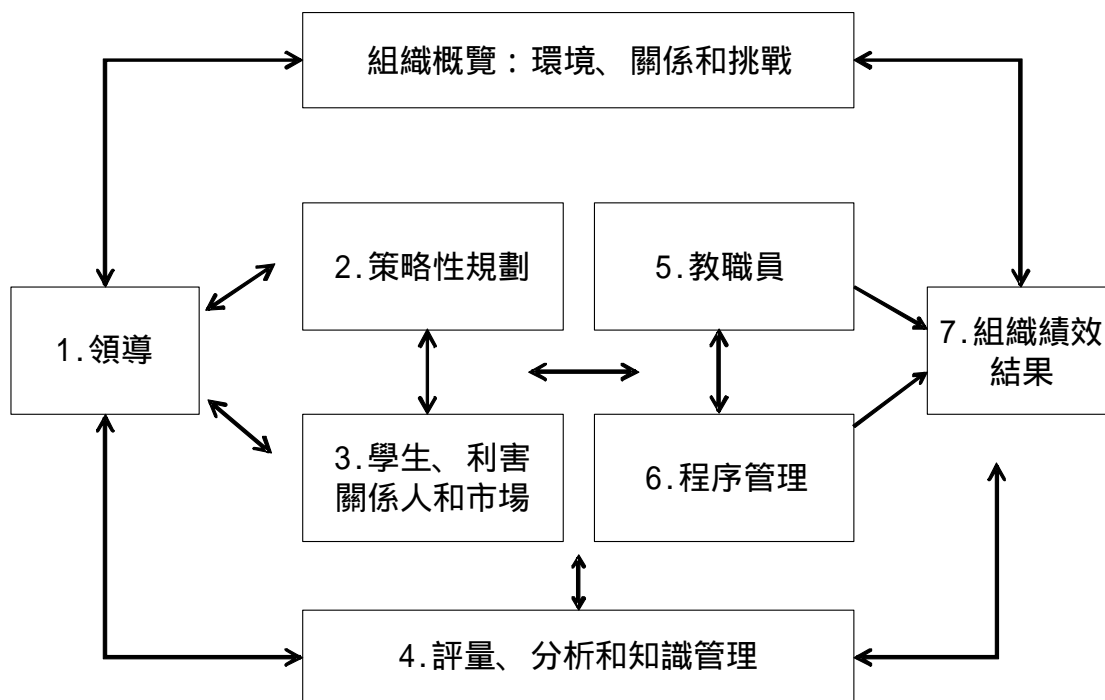 組織概覽：環境、關係和挑戰
2.策略性規劃
5.教職員
1.領導
7.組織績效
結果
3.學生、利害
關係人和市場
6.程序管理
4.評量、分析和知識管理